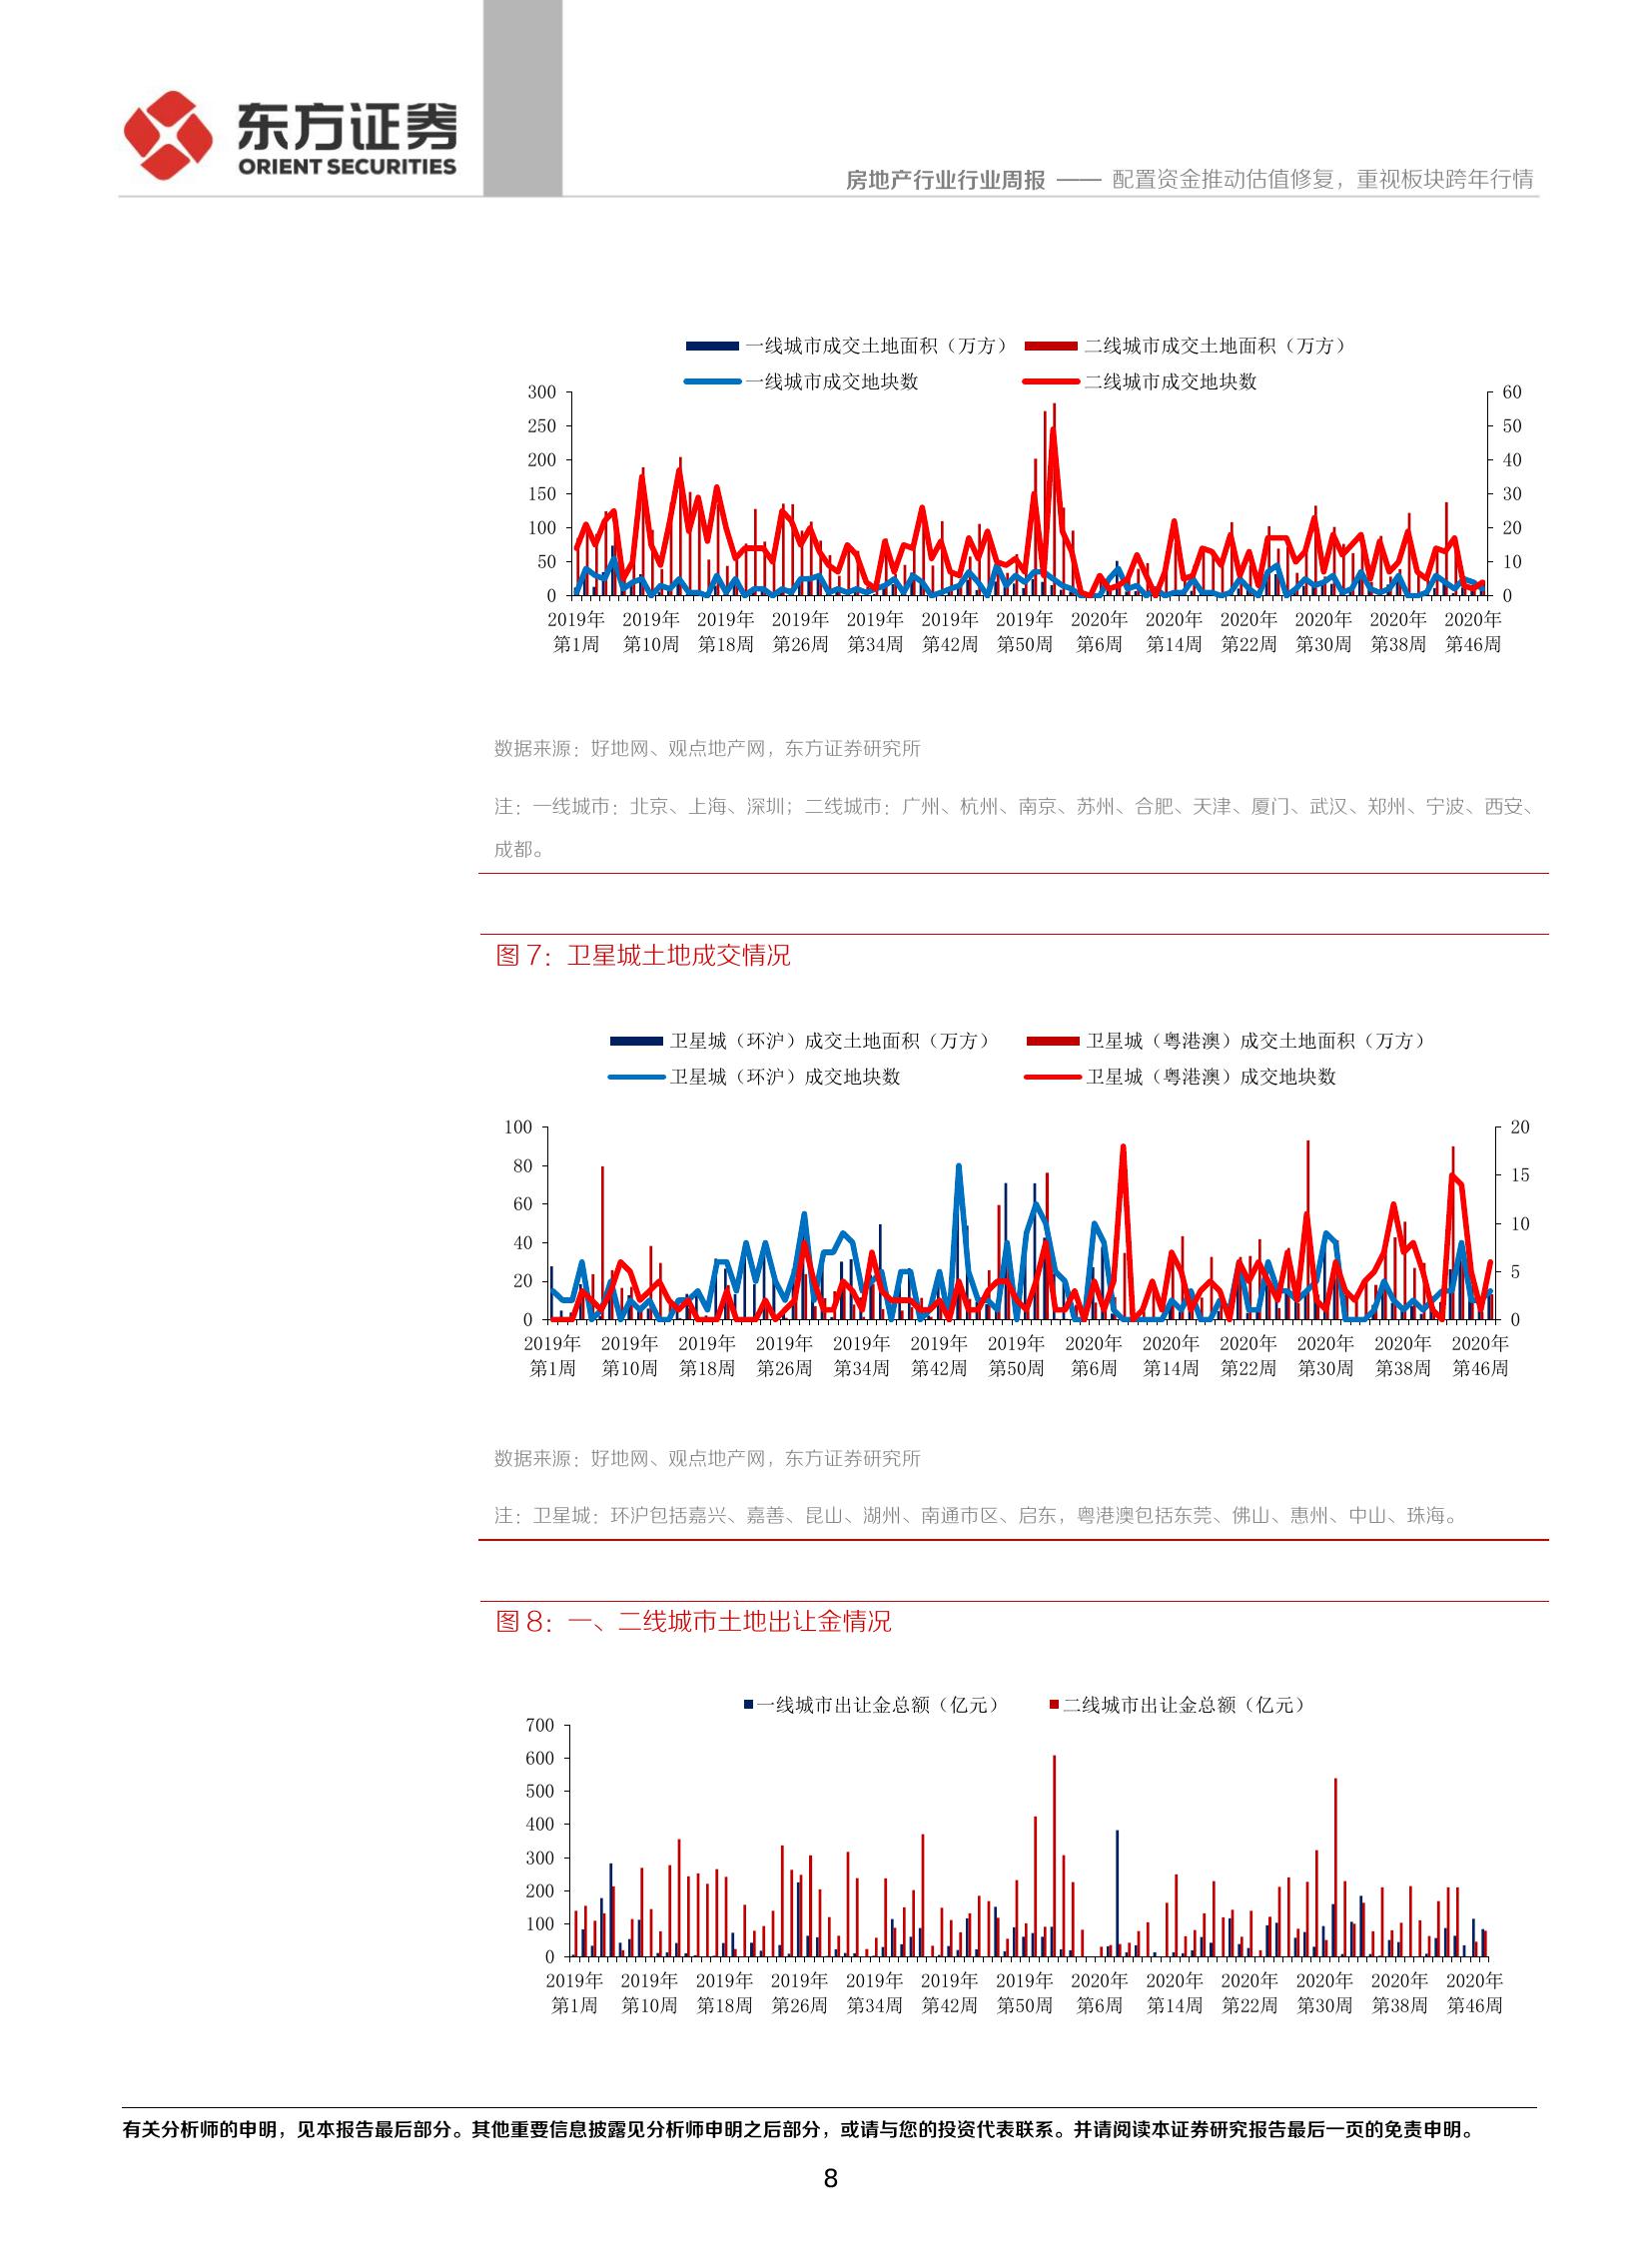 东方证券
ORIENT SECURITIES
房地产行业行业周报 —— 配置资金推动估值修复，重视板块跨年行情
一线城市成交土地面积（万方） 二线城市成交土地面积（万方）
一线城市成交地块数 二线城市成交地块数
300 60
250 50
200 40
150 30
100 20
50 10
0 0
2019年 2019年 2019年 2019年 2019年 2019年 2019年 2020年 2020年 2020年 2020年 2020年 2020年
第1周 第10周 第18周 第26周 第34周 第42周 第50周 第6周 第14周 第22周 第30周 第38周 第46周
数据来源：好地网、观点地产网，东方证券研究所
注：一线城市：北京、上海、深圳；二线城市：广州、杭州、南京、苏州、合肥、天津、厦门、武汉、郑州、宁波、西安、
成都。
图 7：卫星城土地成交情况
卫星城（环沪）成交土地面积（万方） 卫星城（粤港澳）成交土地面积（万方）
卫星城（环沪）成交地块数 卫星城（粤港澳）成交地块数
100 20
80 15
60
40 10
20 5
0 0
2019年 2019年 2019年 2019年 2019年 2019年 2019年 2020年 2020年 2020年 2020年 2020年 2020年
第1周 第10周 第18周 第26周 第34周 第42周 第50周 第6周 第14周 第22周 第30周 第38周 第46周
数据来源：好地网、观点地产网，东方证券研究所
注：卫星城：环沪包括嘉兴、嘉善、昆山、湖州、南通市区、启东，粤港澳包括东莞、佛山、惠州、中山、珠海。
图 8：一、二线城市土地出让金情况
一线城市出让金总额（亿元） 二线城市出让金总额（亿元）
700
600
500
400
300
200
100
0
2019年 2019年 2019年 2019年 2019年 2019年 2019年 2020年 2020年 2020年 2020年 2020年 2020年
第1周 第10周 第18周 第26周 第34周 第42周 第50周 第6周 第14周 第22周 第30周 第38周 第46周
有关分析师的申明，见本报告最后部分。其他重要信息披露见分析师申明之后部分，或请与您的投资代表联系。并请阅读本证券研究报告最后一页的免责申明。
8